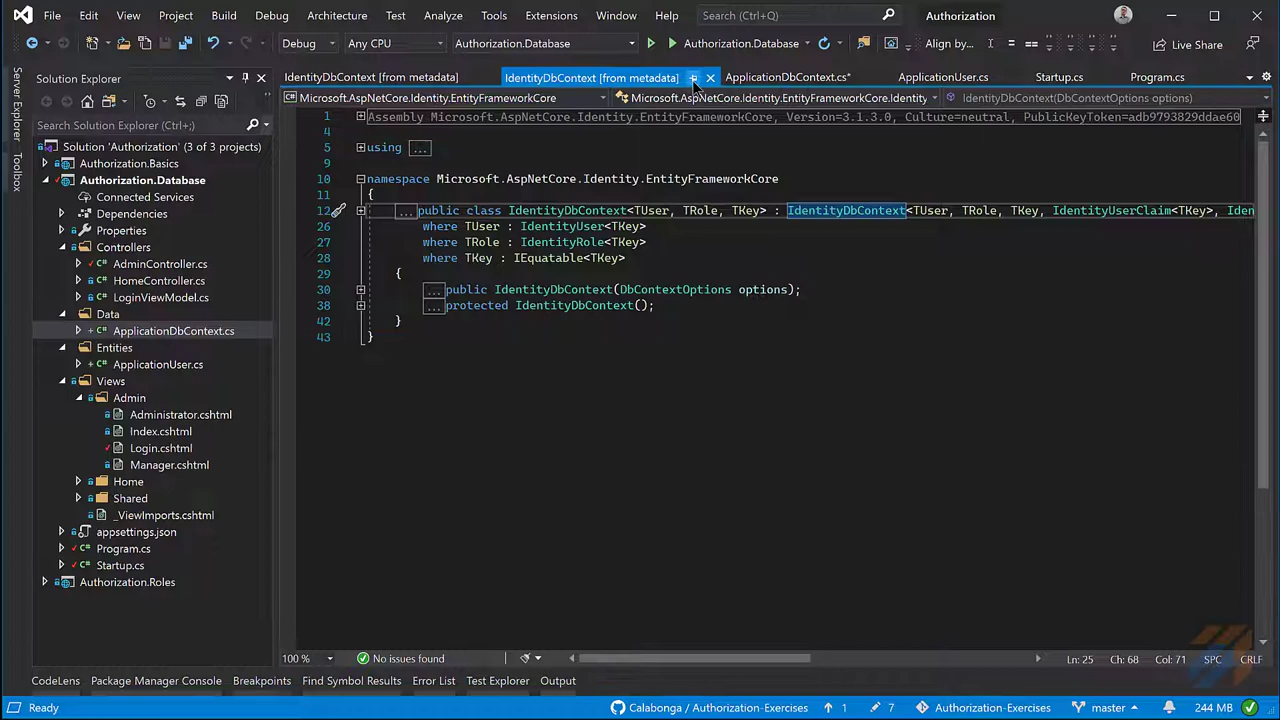 File Edit View Project Build Debug Architecture Test Analyze Tools Extensions Window Help Search (Ctrl+Q) Authorization
Debug Any CPU Authorization.Database Authorization.Database Align by... Live Share
Server Explorer
Toolbox
Solution Explorer
Search Solution Explorer (Ctrl+;)
Solution 'Authorization' (3 of 3 projects)
Authorization.Basics
Authorization.Database
Connected Services
Dependencies
Properties
Controllers
AdminController.cs
HomeController.cs
LoginViewModel.cs
Data
ApplicationDbContext.cs
Entities
ApplicationUser.cs
Views
Admin
Administrator.cshtml
Index.cshtml
Login.cshtml
Manager.cshtml
Home
Shared
_ViewImports.cshtml
appsettings.json
Program.cs
Startup.cs
Authorization.Roles
IdentityDbContext [from metadata] IdentityDbContext [from metadata] ApplicationDbContext.cs* ApplicationUser.cs Startup.cs Program.cs
Microsoft.AspNetCore.Identity.EntityFrameworkCore Microsoft.AspNetCore.Identity.EntityFrameworkCore.Identity IdentityDbContext(DbContextOptions options)
1 Assembly Microsoft.AspNetCore.Identity.EntityFrameworkCore, Version=3.1.3.0, Culture=neutral, PublicKeyToken=adb9793829ddae60
4
5 using ...
10 namespace Microsoft.AspNetCore.Identity.EntityFrameworkCore
11 {
12 ... public class IdentityDbContext<TUser, TRole, TKey> : IdentityDbContext<TUser, TRole, TKey, IdentityUserClaim<TKey>, Iden
26 where TUser : IdentityUser<TKey>
27 where TRole : IdentityRole<TKey>
28 where TKey : IEquatable<TKey>
29 {
30 ... public IdentityDbContext(DbContextOptions options);
38 ... protected IdentityDbContext();
42 }
43 }
100 % No issues found Ln: 25 Ch: 68 Col: 71 SPC CRLF
CodeLens Package Manager Console Breakpoints Find Symbol Results Error List Test Explorer Output
Ready Calabonga / Authorization-Exercises 1 7 Authorization-Exercises master 244 MB